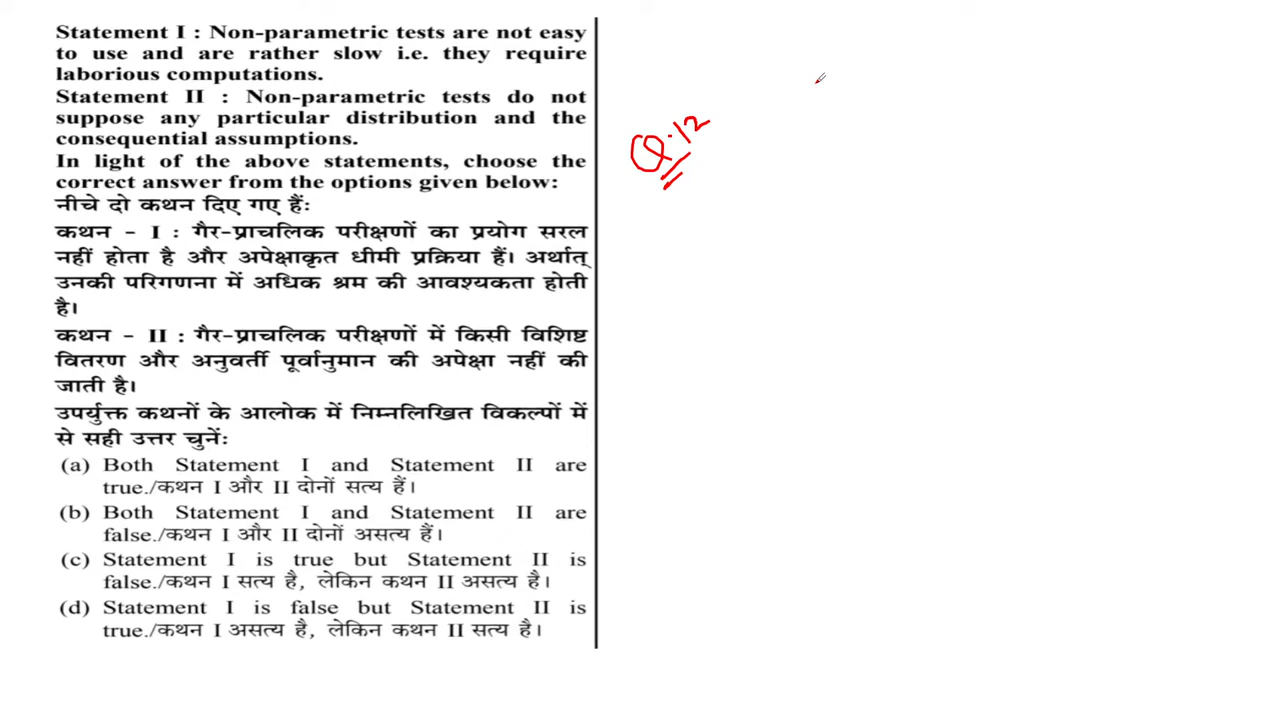 Statement I : Non-parametric tests are not easy
to use and are rather slow i.e. they require
laborious computations.
Statement II : Non-parametric tests do not
suppose any particular distribution and the
consequential assumptions.
In light of the above statements, choose the
correct answer from the options given below:
नीचे दो कथन दिए गए हैं:
कथन - I : गैर-प्राचलिक परीक्षणों का प्रयोग सरल
नहीं होता है और अपेक्षाकृत धीमी प्रक्रिया हैं। अर्थात्
उनकी परिगणना में अधिक श्रम की आवश्यकता होती
है।
कथन - II : गैर-प्राचलिक परीक्षणों में किसी विशिष्ट
वितरण और अनुवर्ती पूर्वानुमान की अपेक्षा नहीं की
जाती है।
उपर्युक्त कथनों के आलोक में निम्नलिखित विकल्पों में
से सही उत्तर चुनें:
(a) Both Statement I and Statement II are
true./कथन I और II दोनों सत्य हैं।
(b) Both Statement I and Statement II are
false./कथन I और II दोनों असत्य हैं।
(c) Statement I is true but Statement II is
false./कथन I सत्य है, लेकिन कथन II असत्य है।
(d) Statement I is false but Statement II is
true./कथन I असत्य है, लेकिन कथन II सत्य है।
Q.12